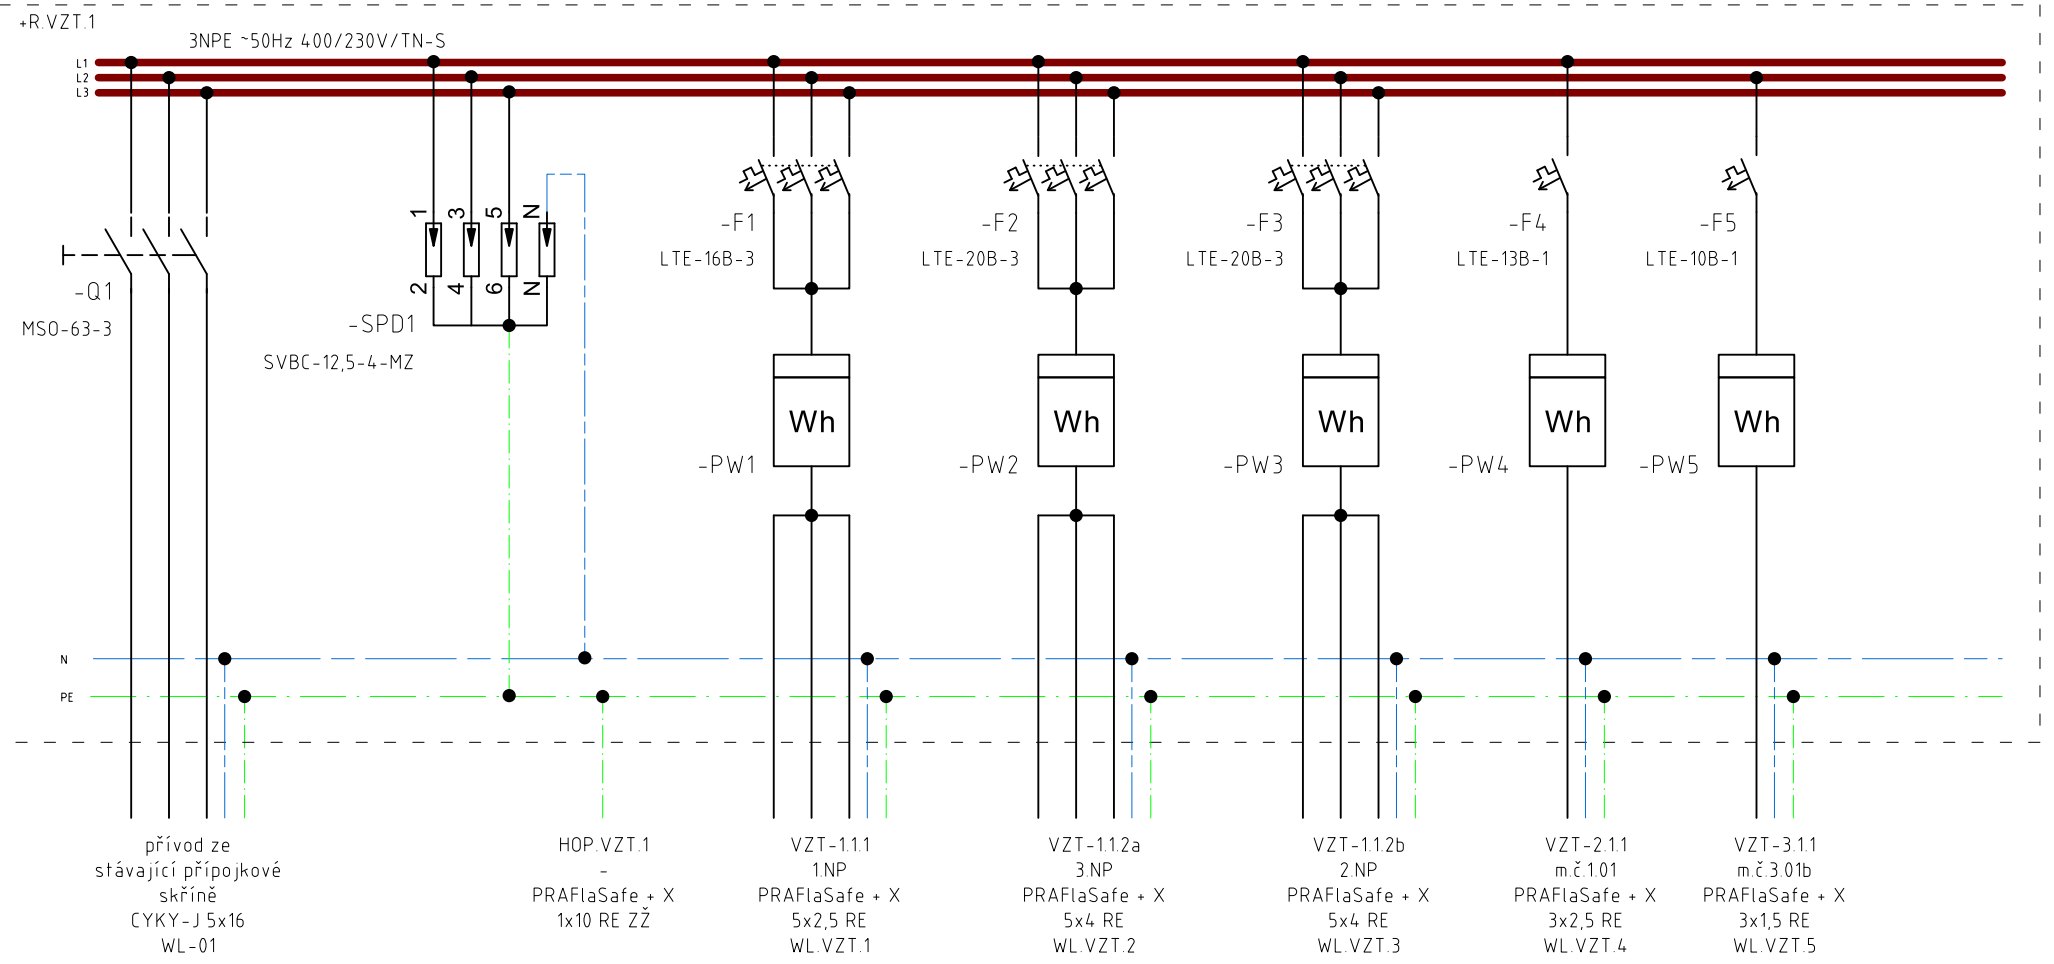 +R.VZT.1
3NPE ~50Hz 400/230V/TN-S
L1
L2
L3
1
3
5
N
2
4
6
N
-Q1
MSO-63-3
-SPD1
SVBC-12,5-4-MZ
-F1
LTE-16B-3
-F2
LTE-20B-3
-F3
LTE-20B-3
-F4
LTE-13B-1
-F5
LTE-10B-1
Wh
Wh
Wh
Wh
Wh
-PW1
-PW2
-PW3
-PW4
-PW5
N
PE
přívod ze
stávající přípojkové
skříně
CYKY-J 5x16
WL-01
HOP.VZT.1
-
PRAFlaSafe + X
1x10 RE ZŽ
VZT-1.1.1
1.NP
PRAFlaSafe + X
5x2,5 RE
WL.VZT.1
VZT-1.1.2a
3.NP
PRAFlaSafe + X
5x4 RE
WL.VZT.2
VZT-1.1.2b
2.NP
PRAFlaSafe + X
5x4 RE
WL.VZT.3
VZT-2.1.1
m.č.1.01
PRAFlaSafe + X
3x2,5 RE
WL.VZT.4
VZT-3.1.1
m.č.3.01b
PRAFlaSafe + X
3x1,5 RE
WL.VZT.5